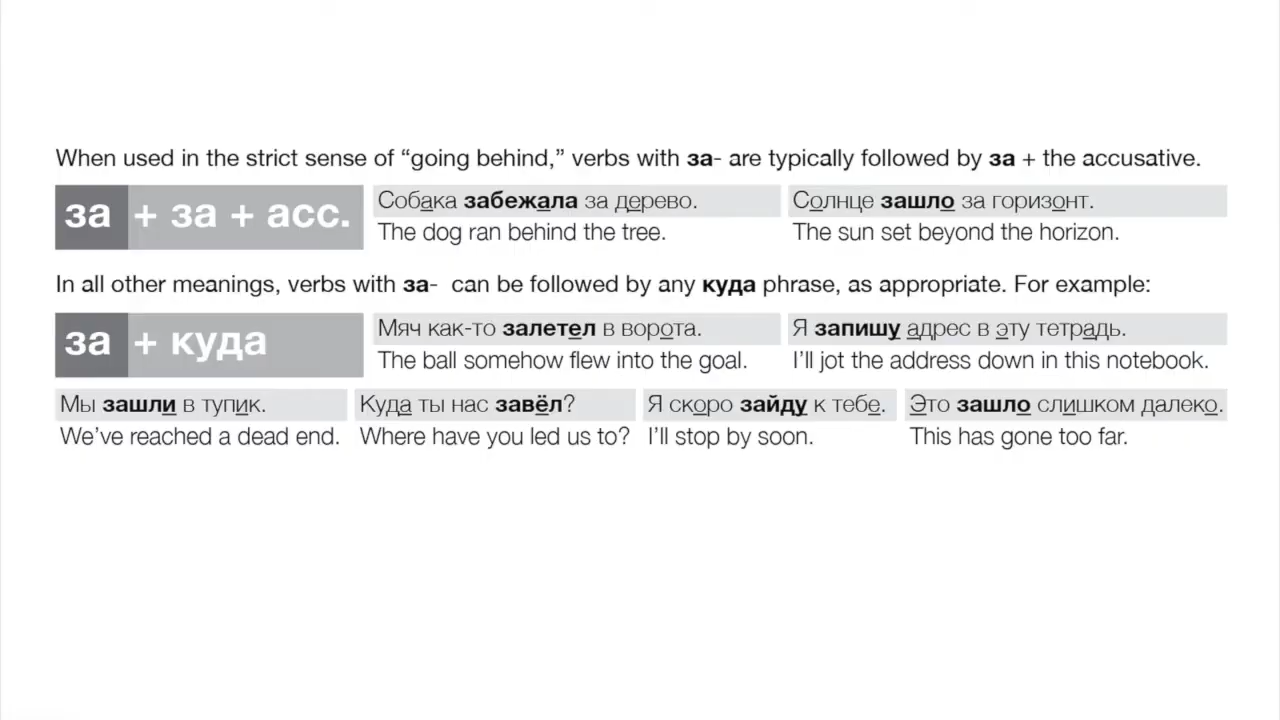 When used in the strict sense of “going behind,” verbs with за- are typically followed by за + the accusative.
за + за + acc.
Собака забежала за дерево.
The dog ran behind the tree.
Солнце зашло за горизонт.
The sun set beyond the horizon.
In all other meanings, verbs with за- can be followed by any куда phrase, as appropriate. For example:
за + куда
Мяч как-то залетел в ворота.
The ball somehow flew into the goal.
Я запишу адрес в эту тетрадь.
I’ll jot the address down in this notebook.
Мы зашли в тупик.
We’ve reached a dead end.
Куда ты нас завёл?
Where have you led us to?
Я скоро зайду к тебе.
I’ll stop by soon.
Это зашло слишком далеко.
This has gone too far.